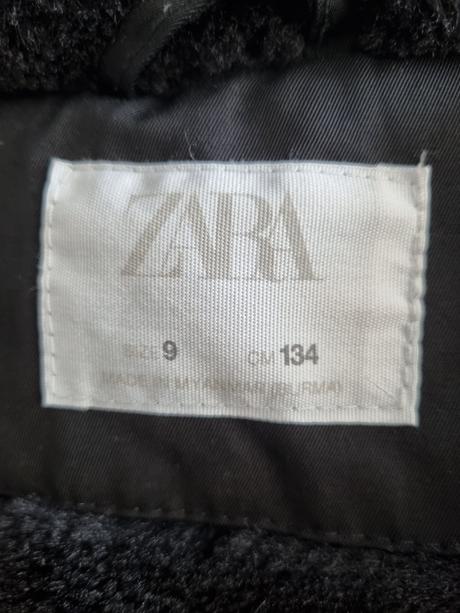 ZARA
SIZE 9 CM 134
MADE IN MYANMAR (BURMA)